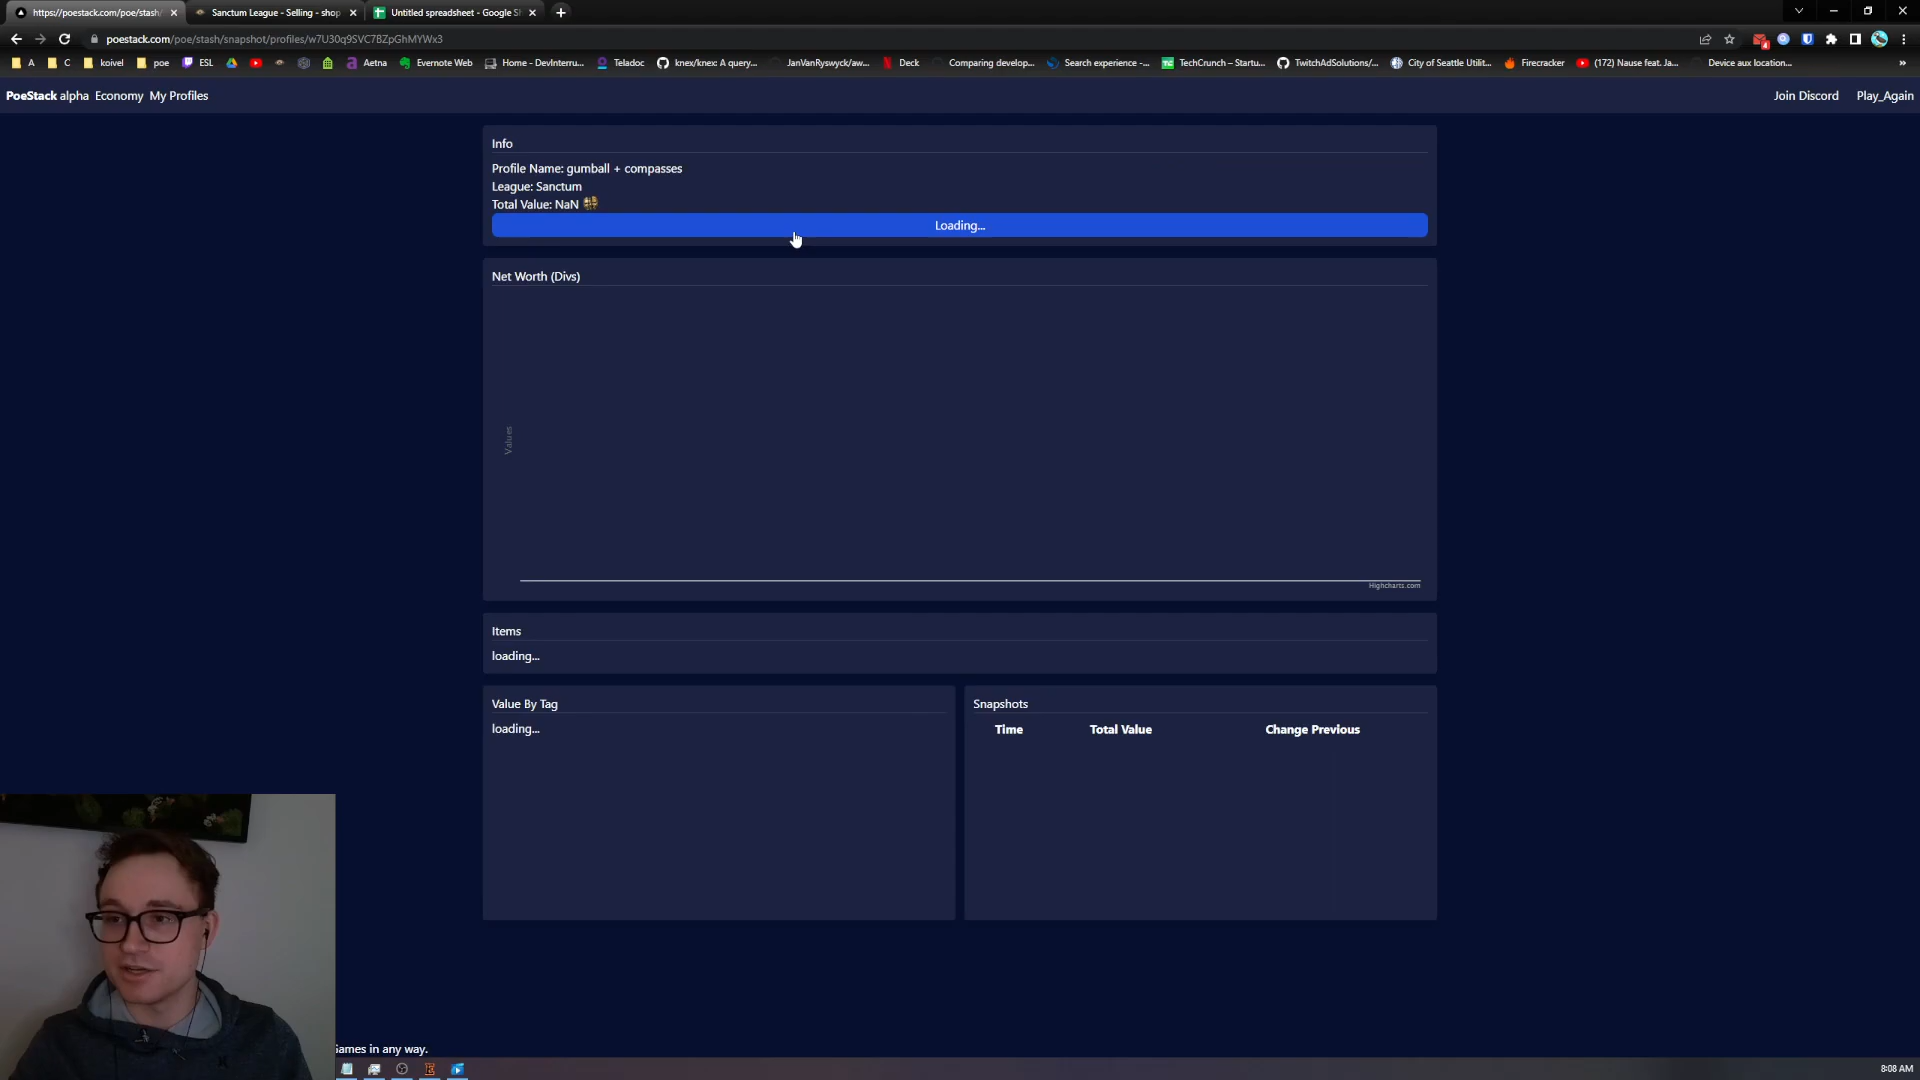 https://poestack.com/poe/stash/
Sanctum League - Selling - shop
Untitled spreadsheet - Google Sh
poestack.com/poe/stash/snapshot/profiles/w7U30q9SVC7BZpGhMYWx3
A
C
koivel
poe
ESL
Aetna
Evernote Web
Home - DevInterru...
Teladoc
knex/knex: A query...
JanVanRyswyck/aw...
Deck
Comparing develop...
Search experience -...
TechCrunch – Startu...
TwitchAdSolutions/...
City of Seattle Utilit...
Firecracker
(172) Nause feat. Ja...
Device aux location...
PoeStack alpha Economy My Profiles
Join Discord Play_Again
Info
Profile Name: gumball + compasses
League: Sanctum
Total Value: NaN
Loading...
Net Worth (Divs)
Values
Highcharts.com
Items
loading...
Value By Tag
loading...
Snapshots
Time Total Value Change Previous
Games in any way.
8:08 AM